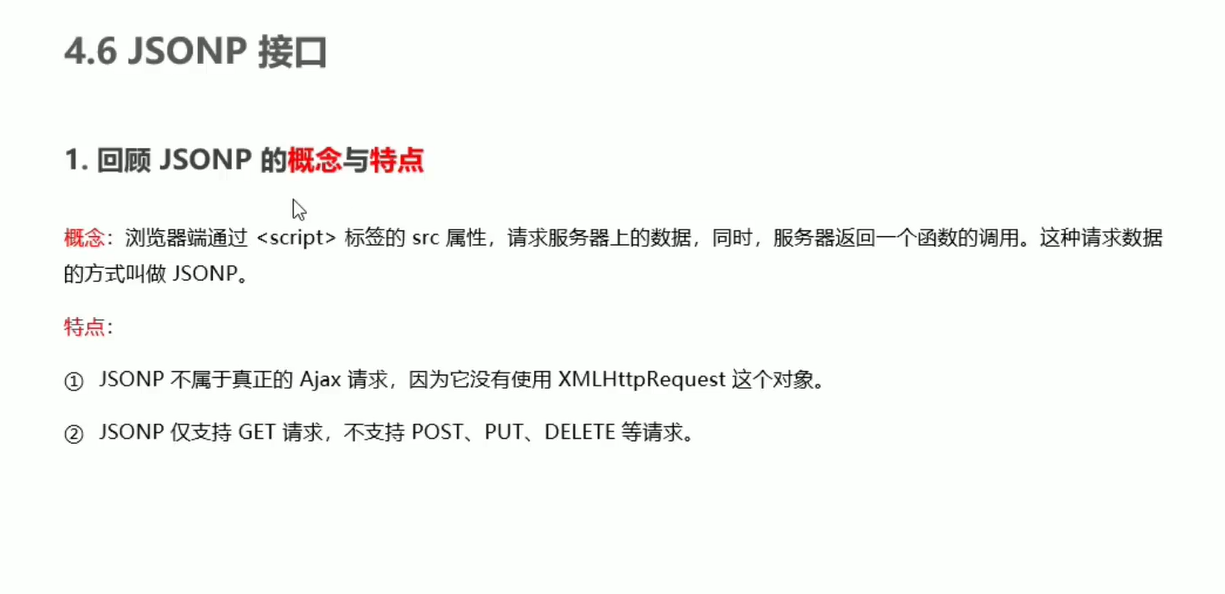 4.6 JSONP 接口
1. 回顾 JSONP 的概念与特点
概念：浏览器端通过 <script> 标签的 src 属性，请求服务器上的数据，同时，服务器返回一个函数的调用。这种请求数据
的方式叫做 JSONP。
特点：
① JSONP 不属于真正的 Ajax 请求，因为它没有使用 XMLHttpRequest 这个对象。
② JSONP 仅支持 GET 请求，不支持 POST、PUT、DELETE 等请求。